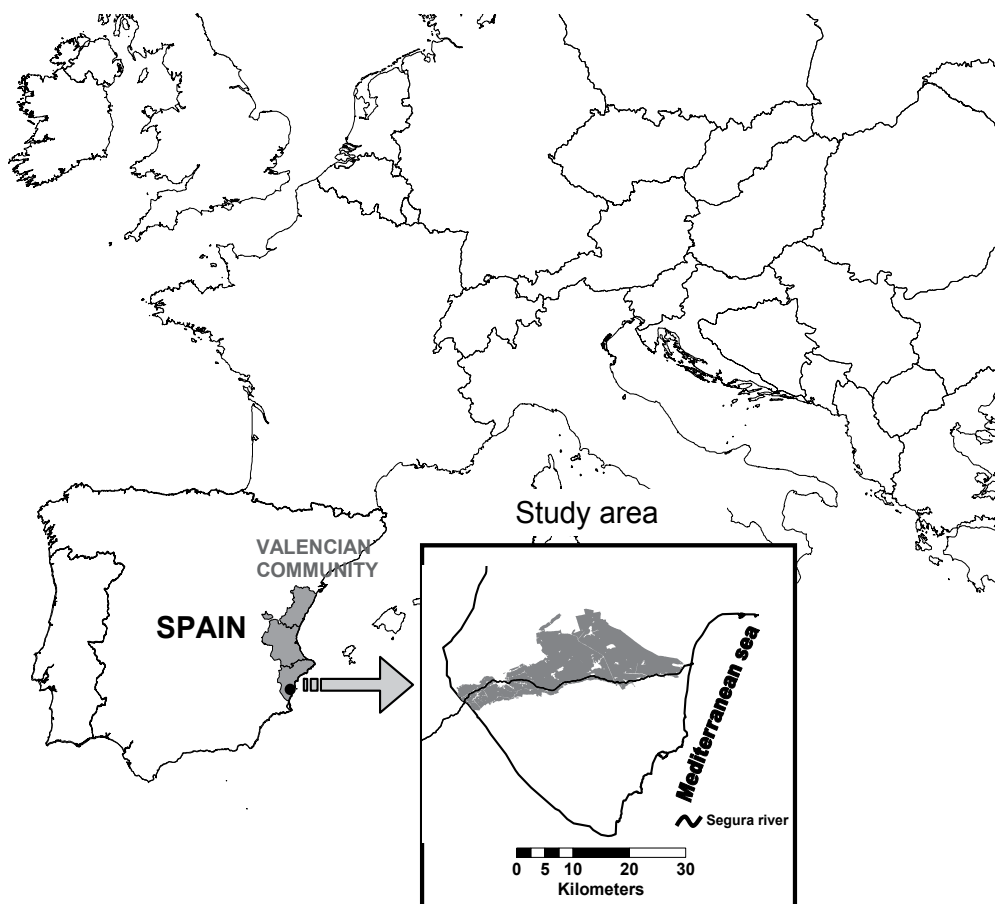 Study area
VALENCIAN
COMMUNITY
SPAIN
Mediterranean sea
Segura river
0 5 10 20 30
Kilometers